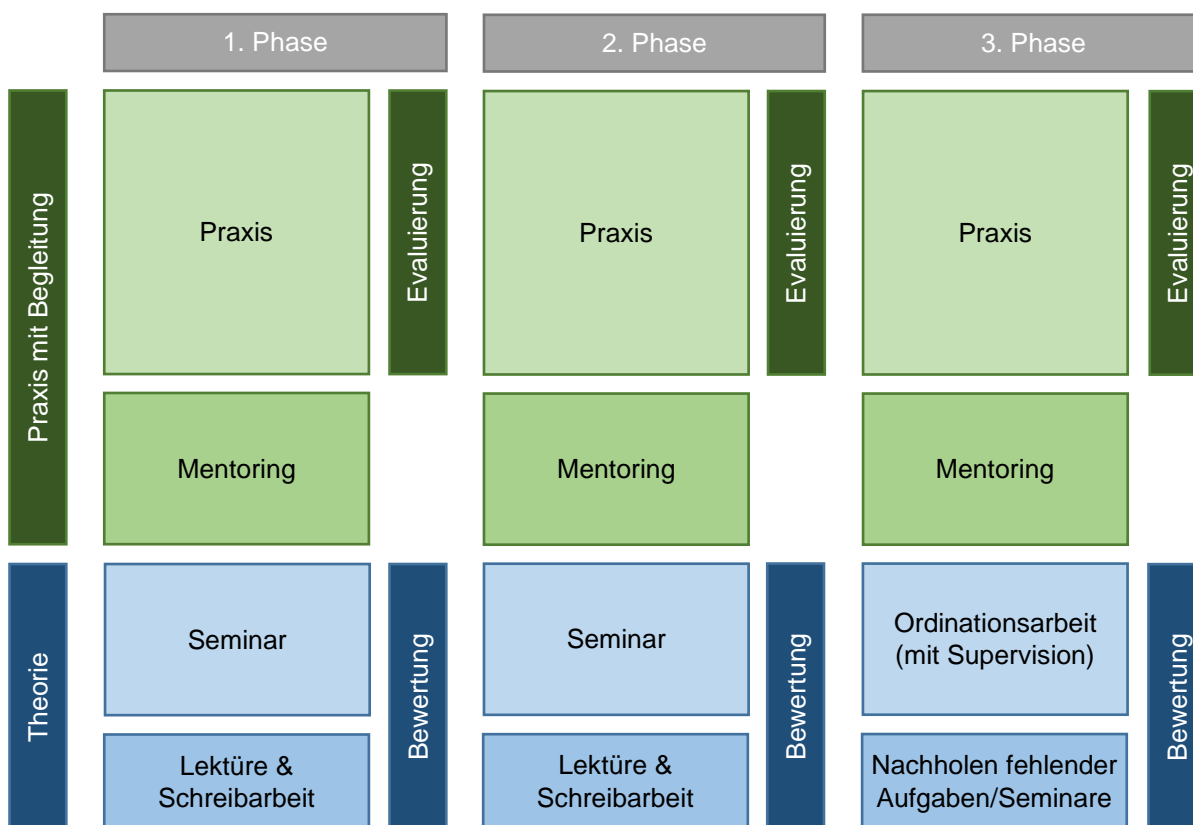 1. Phase
2. Phase
3. Phase
Praxis mit Begleitung
Praxis
Evaluierung
Praxis
Evaluierung
Praxis
Evaluierung
Mentoring
Mentoring
Mentoring
Theorie
Seminar
Bewertung
Seminar
Bewertung
Ordinationsarbeit
(mit Supervision)
Bewertung
Lektüre &
Schreibarbeit
Lektüre &
Schreibarbeit
Nachholen fehlender
Aufgaben/Seminare